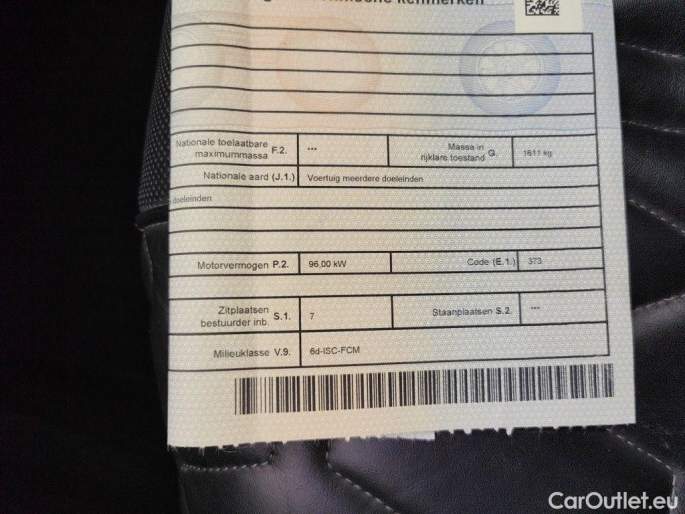 kenmerken
Nationale toelaatbare maximummassa F.2. *** Massa in rijklare toestand G. 1611 kg
Nationale aard (J.1.) Voertuig meerdere doeleinden
doeleinden
Motorvermogen P.2. 96,00 kW Code (E.1.) 373
Zitplaatsen bestuurder inb. S.1. 7 Staanplaatsen S.2. ***
Milieuklasse V.9. 6d-ISC-FCM
CarOutlet.eu